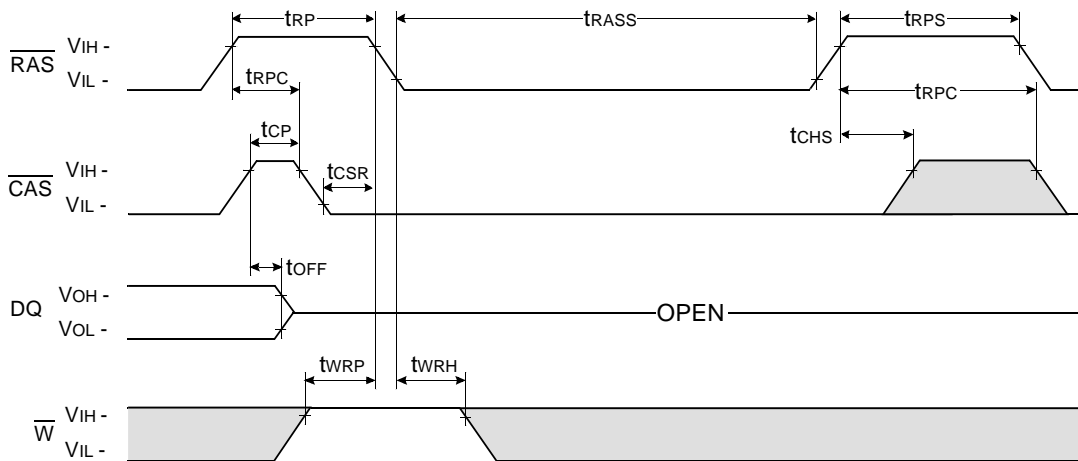 tRP tRASS tRPS
RAS VIH -
VIL -
tRPC tRPC
tCP tCHS
CAS VIH -
VIL -
tCSR
tOFF
DQ VOH -
VOL -
OPEN
tWRP tWRH
W VIH -
VIL -